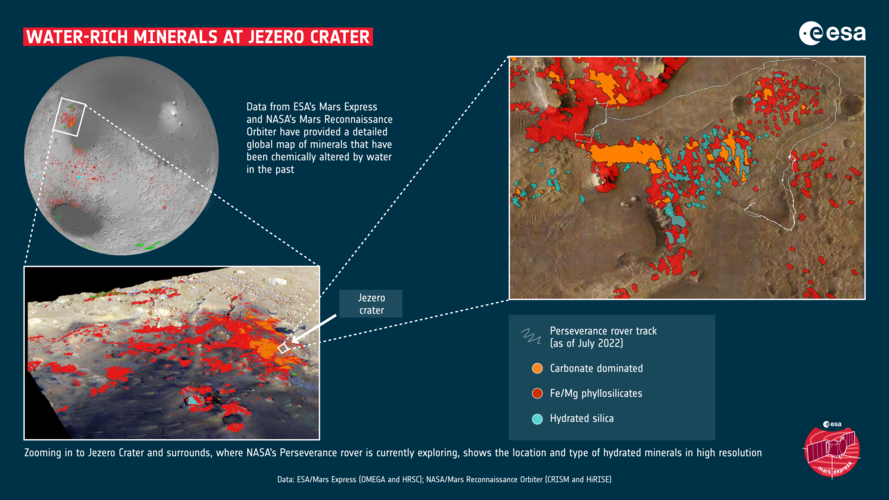 WATER-RICH MINERALS AT JEZERO CRATER
esa
Data from ESA's Mars Express
and NASA's Mars Reconnaissance
Orbiter have provided a detailed
global map of minerals that have
been chemically altered by water
in the past
Jezero
crater
Perseverance rover track
(as of July 2022)
Carbonate dominated
Fe/Mg phyllosilicates
Hydrated silica
esa
mars express
Zooming in to Jezero Crater and surrounds, where NASA's Perseverance rover is currently exploring, shows the location and type of hydrated minerals in high resolution
Data: ESA/Mars Express (OMEGA and HRSC); NASA/Mars Reconnaissance Orbiter (CRISM and HiRISE)